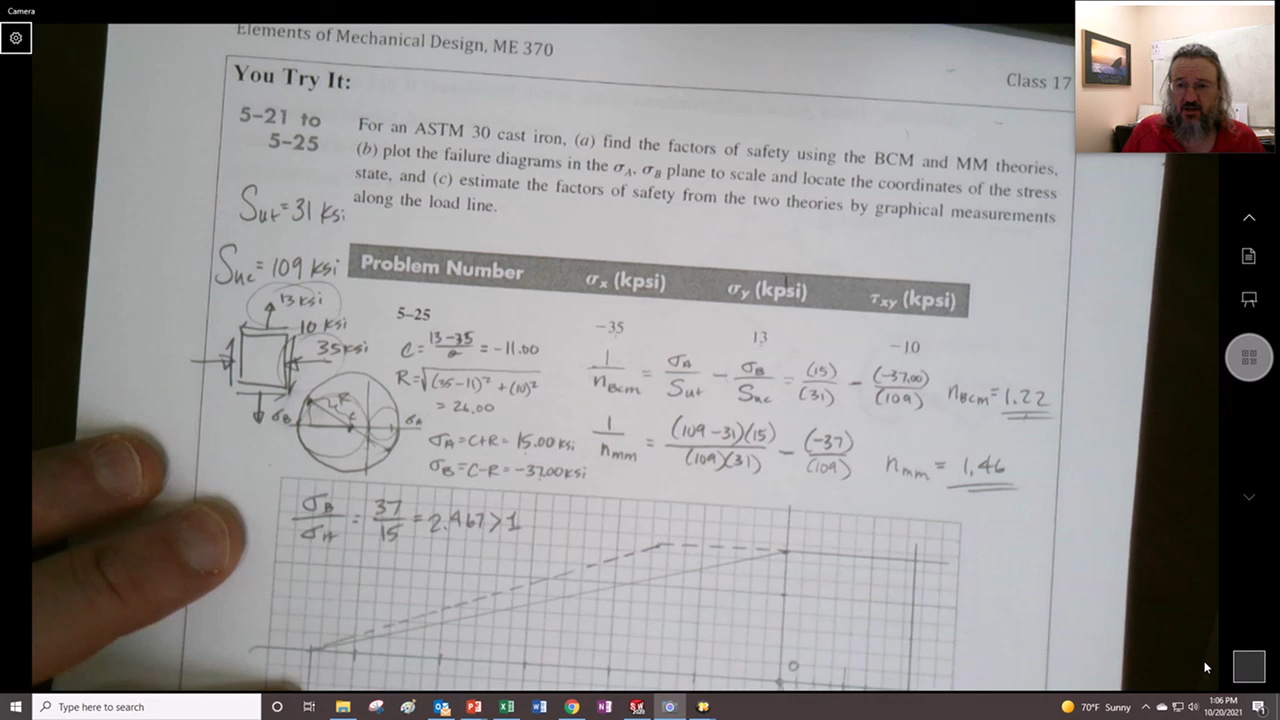 Camera
Elements of Mechanical Design, ME 370
Class 17
You Try It:
5-21 to
5-25
For an ASTM 30 cast iron, (a) find the factors of safety using the BCM and MM theories,
(b) plot the failure diagrams in the σA, σB plane to scale and locate the coordinates of the stress
state, and (c) estimate the factors of safety from the two theories by graphical measurements
along the load line.
Sut = 31 ksi
Suc = 109 ksi
Problem Number σx (kpsi) σy (kpsi) τxy (kpsi)
5–25 −35 13 −10
13 ksi
10 ksi
35 ksi
C = (13-35)/2 = -11.00
R = √((35-11)² + (10)²)
= 26.00
σA = C+R = 15.00 ksi
σB = C-R = -37.00 ksi
σB R C σA
1/nBCM = σA/Sut - σB/Suc = (15)/(31) - (-37.00)/(109) nBCM = 1.22
1/nMM = (109-31)(15)/(109)(31) - (-37)/(109) nMM = 1.46
σB/σA = 37/15 = 2.467 > 1
0
Type here to search
70°F Sunny
1:06 PM
10/20/2021